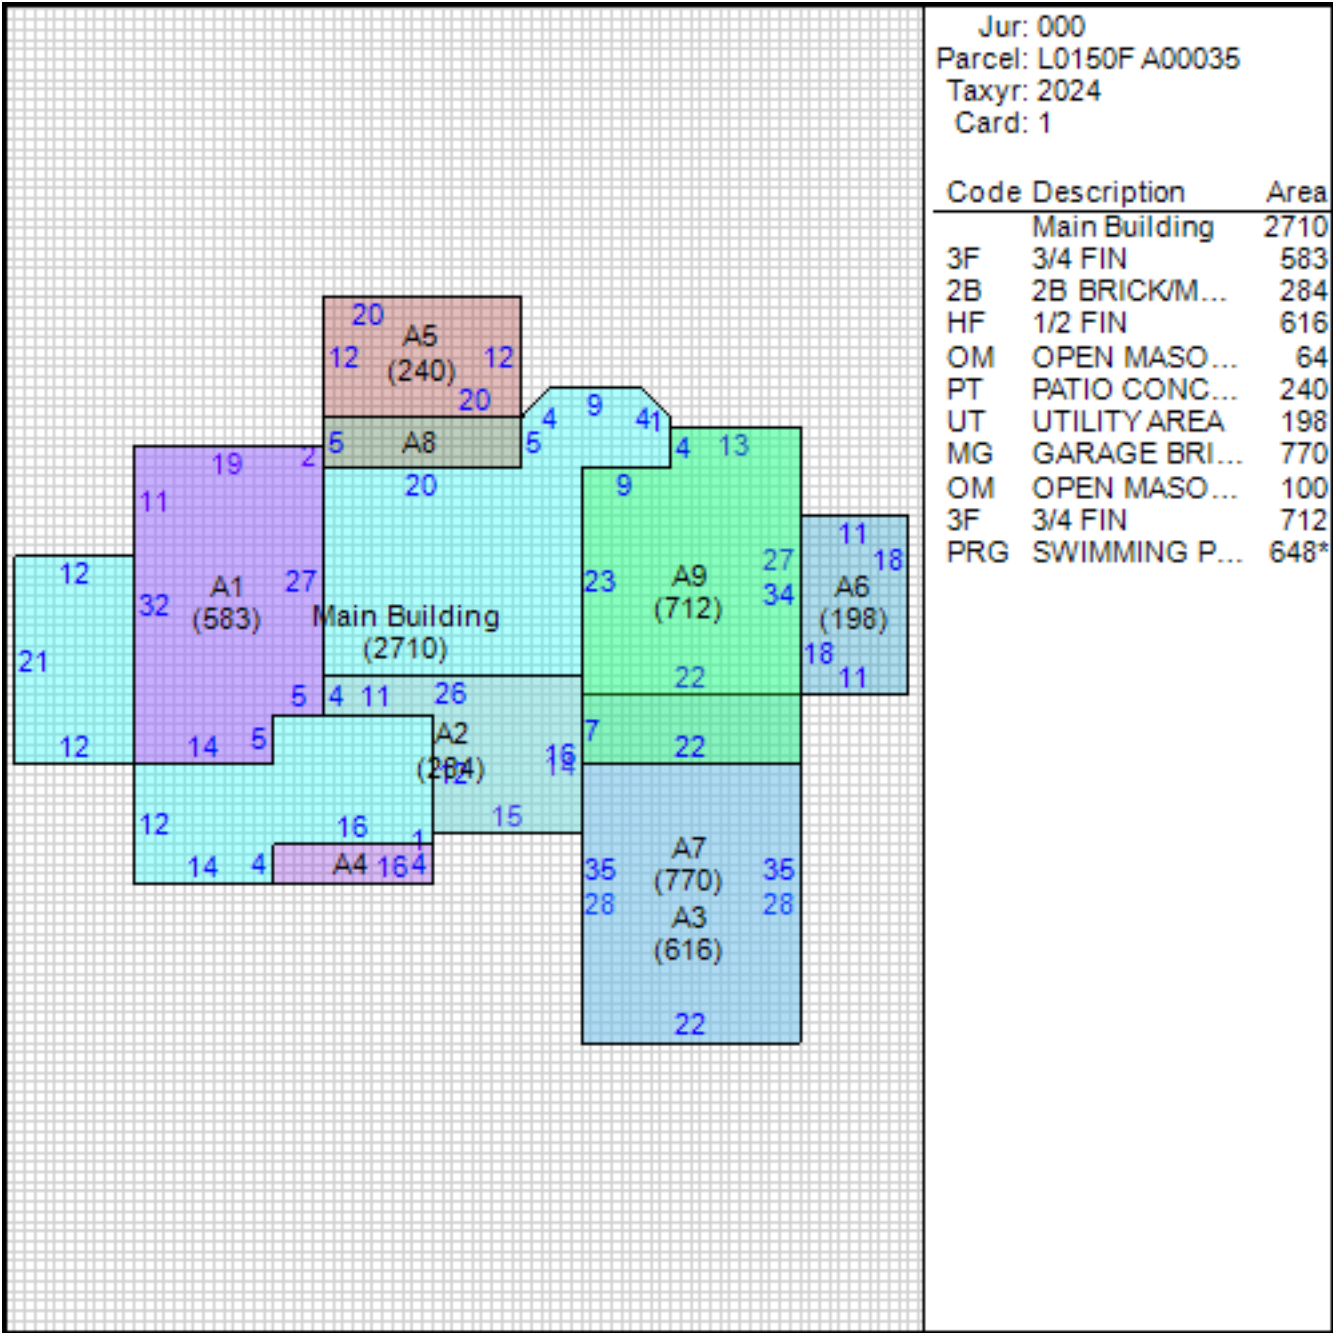 Jur: 000
Parcel: L0150F A00035
Taxyr: 2024
Card: 1
Code Description Area
Main Building 2710
3F 3/4 FIN 583
2B 2B BRICK/M... 284
HF 1/2 FIN 616
OM OPEN MASO... 64
PT PATIO CONC... 240
UT UTILITY AREA 198
MG GARAGE BRI... 770
OM OPEN MASO... 100
3F 3/4 FIN 712
PRG SWIMMING P... 648*
20
A5
12 (240) 12
20
9
4 4 1
5 A8 5
4 13
19 2
20 9
11
11
18
12
27
A1 27 23 A9 34 A6
32 (583) (712) (198)
Main Building
(2710)
21
18
22 11
5 4 11 26
A2
7
12 14 5 22
(284)
12
16
14
15
12 16 1
14 4 A4 16 4
A7
35 (770) 35
28 A3 28
(616)
22